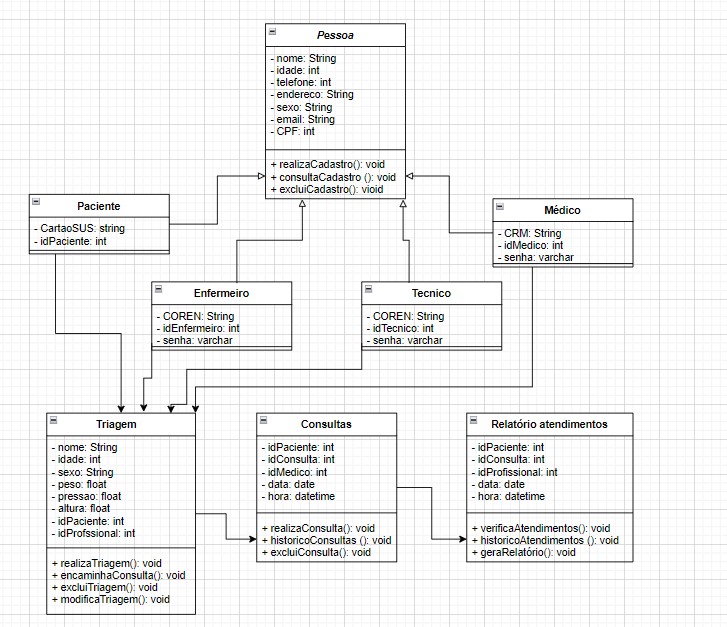 Pessoa
- nome: String
- idade: int
- telefone: int
- endereco: String
- sexo: String
- email: String
- CPF: int
+ realizaCadastro(): void
+ consultaCadastro (): void
+ excluiCadastro(): vioid
Paciente
- CartaoSUS: string
- idPaciente: int
Médico
- CRM: String
- idMedico: int
- senha: varchar
Enfermeiro
- COREN: String
- idEnfermeiro: int
- senha: varchar
Tecnico
- COREN: String
- idTecnico: int
- senha: varchar
Triagem
- nome: String
- idade: int
- sexo: String
- peso: float
- pressao: float
- altura: float
- idPaciente: int
- idProfssional: int
+ realizaTriagem(): void
+ encaminhaConsulta(): void
+ excluiTriagem(): void
+ modificaTriagem(): void
Consultas
- idPaciente: int
- idConsulta: int
- idMedico: int
- data: date
- hora: datetime
+ realizaConsulta(): void
+ historicoConsultas (): void
+ excluiConsulta(): void
Relatório atendimentos
- idPaciente: int
- idConsulta: int
- idProfissional: int
- data: date
- hora: datetime
+ verificaAtendimentos(): void
+ historicoAtendimentos (): void
+ geraRelatório(): void